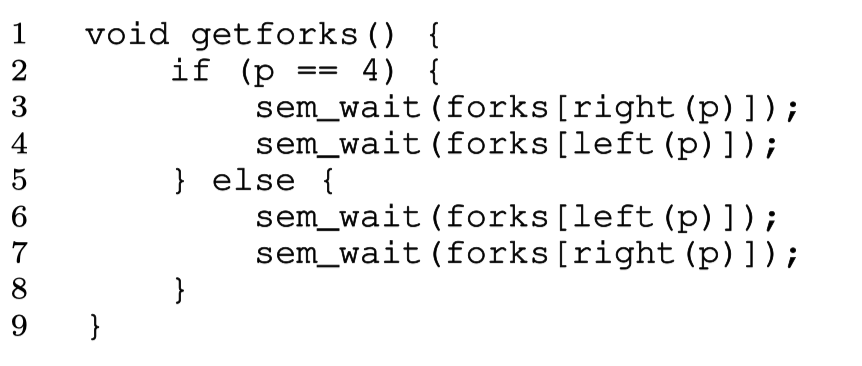 1 void getforks() {
2 if (p == 4) {
3 sem_wait(forks[right(p)]);
4 sem_wait(forks[left(p)]);
5 } else {
6 sem_wait(forks[left(p)]);
7 sem_wait(forks[right(p)]);
8 }
9 }